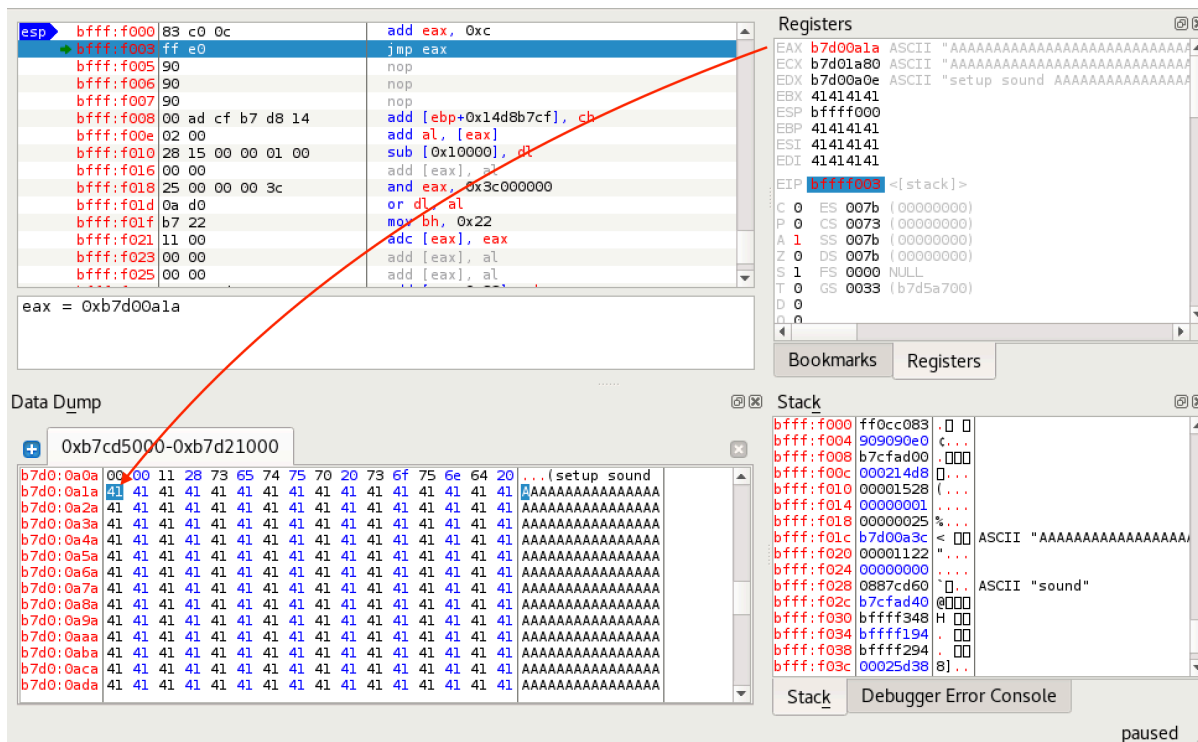 esp bfff:f000 83 c0 0c add eax, 0xc
bfff:f003 ff e0 jmp eax
bfff:f005 90 nop
bfff:f006 90 nop
bfff:f007 90 nop
bfff:f008 00 ad cf b7 d8 14 add [ebp+0x14d8b7cf], ch
bfff:f00e 02 00 add al, [eax]
bfff:f010 28 15 00 00 01 00 sub [0x10000], dl
bfff:f016 00 00 add [eax], al
bfff:f018 25 00 00 00 3c and eax, 0x3c000000
bfff:f01d 0a d0 or dl, al
bfff:f01f b7 22 mov bh, 0x22
bfff:f021 11 00 adc [eax], eax
bfff:f023 00 00 add [eax], al
bfff:f025 00 00 add [eax], al
eax = 0xb7d00a1a
Registers
EAX b7d00a1a ASCII "AAAAAAAAAAAAAAAAAAAAAAAAAAAA
ECX b7d01a80 ASCII "AAAAAAAAAAAAAAAAAAAAAAAAAAAA
EDX b7d00a0e ASCII "setup sound AAAAAAAAAAAAAAAA
EBX 41414141
ESP bffff000
EBP 41414141
ESI 41414141
EDI 41414141
EIP bffff003 <[stack]>
C 0 ES 007b (00000000)
P 0 CS 0073 (00000000)
A 1 SS 007b (00000000)
Z 0 DS 007b (00000000)
S 1 FS 0000 NULL
T 0 GS 0033 (b7d5a700)
D 0
O 0
Bookmarks Registers
Data Dump
0xb7cd5000-0xb7d21000
b7d0:0a0a 00 00 11 28 73 65 74 75 70 20 73 6f 75 6e 64 20 ...(setup sound
b7d0:0a1a 41 41 41 41 41 41 41 41 41 41 41 41 41 41 41 41 AAAAAAAAAAAAAAAA
b7d0:0a2a 41 41 41 41 41 41 41 41 41 41 41 41 41 41 41 41 AAAAAAAAAAAAAAAA
b7d0:0a3a 41 41 41 41 41 41 41 41 41 41 41 41 41 41 41 41 AAAAAAAAAAAAAAAA
b7d0:0a4a 41 41 41 41 41 41 41 41 41 41 41 41 41 41 41 41 AAAAAAAAAAAAAAAA
b7d0:0a5a 41 41 41 41 41 41 41 41 41 41 41 41 41 41 41 41 AAAAAAAAAAAAAAAA
b7d0:0a6a 41 41 41 41 41 41 41 41 41 41 41 41 41 41 41 41 AAAAAAAAAAAAAAAA
b7d0:0a7a 41 41 41 41 41 41 41 41 41 41 41 41 41 41 41 41 AAAAAAAAAAAAAAAA
b7d0:0a8a 41 41 41 41 41 41 41 41 41 41 41 41 41 41 41 41 AAAAAAAAAAAAAAAA
b7d0:0a9a 41 41 41 41 41 41 41 41 41 41 41 41 41 41 41 41 AAAAAAAAAAAAAAAA
b7d0:0aaa 41 41 41 41 41 41 41 41 41 41 41 41 41 41 41 41 AAAAAAAAAAAAAAAA
b7d0:0aba 41 41 41 41 41 41 41 41 41 41 41 41 41 41 41 41 AAAAAAAAAAAAAAAA
b7d0:0aca 41 41 41 41 41 41 41 41 41 41 41 41 41 41 41 41 AAAAAAAAAAAAAAAA
b7d0:0ada 41 41 41 41 41 41 41 41 41 41 41 41 41 41 41 41 AAAAAAAAAAAAAAAA
Stack
bfff:f000 ff0cc083 .
bfff:f004 909090e0 ...
bfff:f008 b7cfad00 .
bfff:f00c 000214d8 ...
bfff:f010 00001528 (...
bfff:f014 00000001 ....
bfff:f018 00000025 %...
bfff:f01c b7d00a3c < ASCII "AAAAAAAAAAAAAAAAA
bfff:f020 00001122 "...
bfff:f024 00000000 ....
bfff:f028 0887cd60 `.. ASCII "sound"
bfff:f02c b7cfad40 @
bfff:f030 bffff348 H
bfff:f034 bffff194 .
bfff:f038 bffff294 .
bfff:f03c 00025d38 8]..
Stack Debugger Error Console
paused